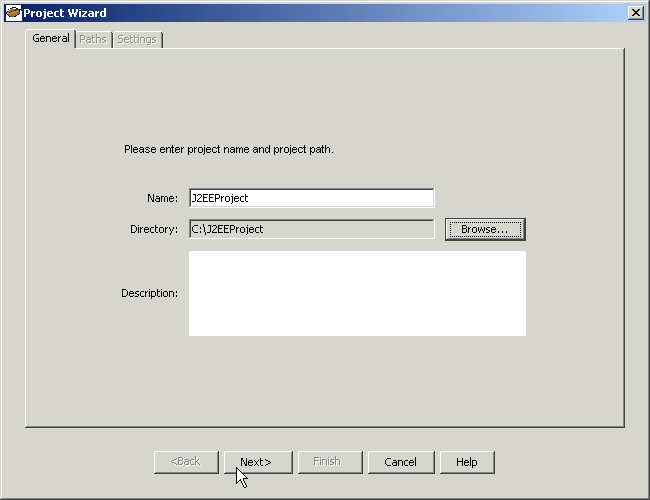 Project Wizard
General Paths Settings
Please enter project name and project path.
Name: J2EEProject
Directory: C:\J2EEProject Browse...
Description:
<Back Next> Finish Cancel Help